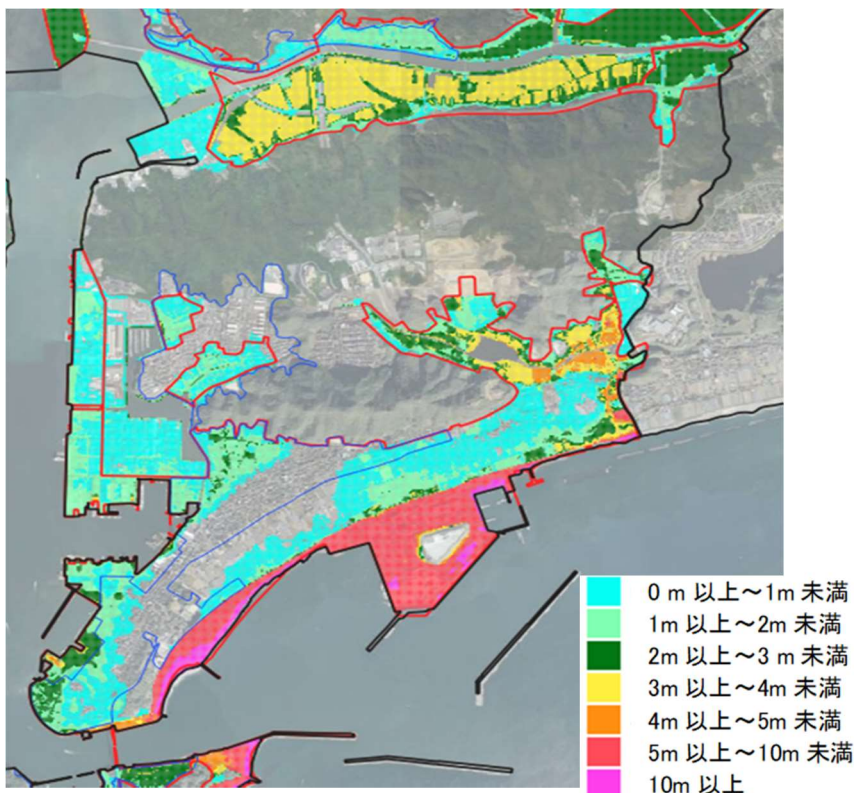 0 m 以上～1m 未満
1m 以上～2m 未満
2m 以上～3 m 未満
3m 以上～4m 未満
4m 以上～5m 未満
5m 以上～10m 未満
10m 以上